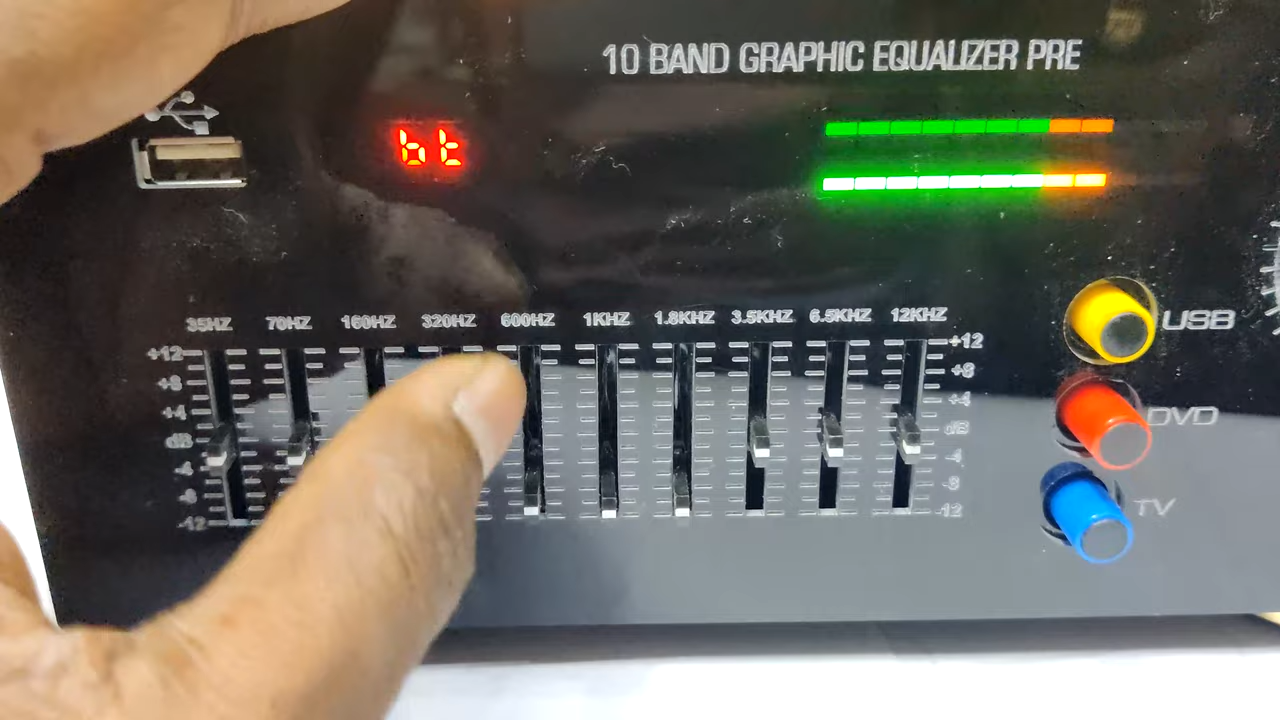 10 BAND GRAPHIC EQUALIZER PRE
bt
35HZ 70HZ 160HZ 320HZ 600HZ 1KHZ 1.8KHZ 3.5KHZ 6.5KHZ 12KHZ
+12 +12
+8 +8
+4 +4
dB dB
-4 -4
-8 -8
-12 -12
USB
DVD
TV